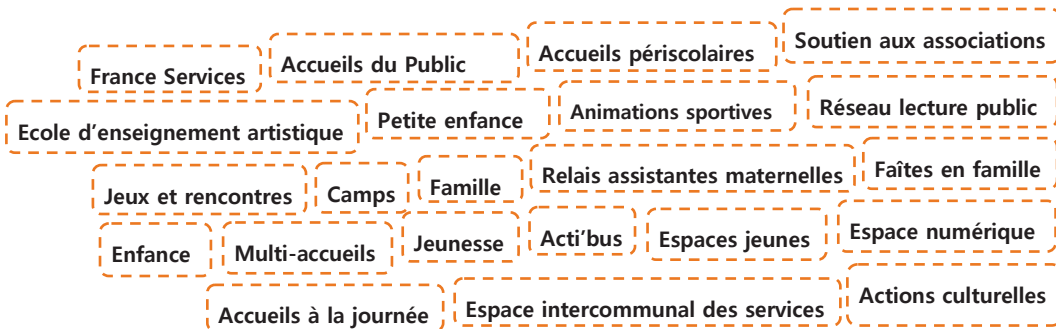 France Services
Accueils du Public
Accueils périscolaires
Soutien aux associations
Ecole d’enseignement artistique
Petite enfance
Animations sportives
Réseau lecture public
Jeux et rencontres
Camps
Famille
Relais assistantes maternelles
Faîtes en famille
Enfance
Multi-accueils
Jeunesse
Acti’bus
Espaces jeunes
Espace numérique
Accueils à la journée
Espace intercommunal des services
Actions culturelles